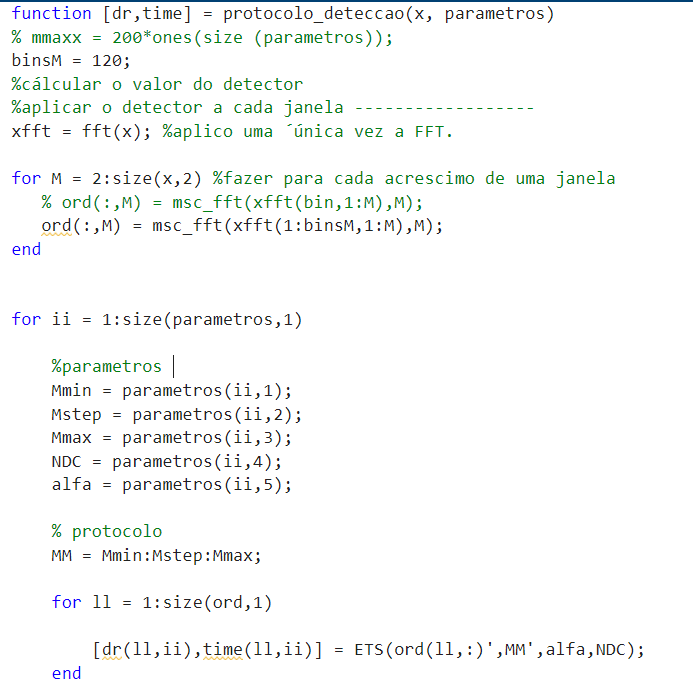 function [dr,time] = protocolo_deteccao(x, parametros)
% mmaxx = 200*ones(size (parametros));
binsM = 120;
%cálcular o valor do detector
%aplicar o detector a cada janela ------------------
xfft = fft(x); %aplico uma ´única vez a FFT.
for M = 2:size(x,2) %fazer para cada acrescimo de uma janela
% ord(:,M) = msc_fft(xfft(bin,1:M),M);
ord(:,M) = msc_fft(xfft(1:binsM,1:M),M);
end
for ii = 1:size(parametros,1)
%parametros
Mmin = parametros(ii,1);
Mstep = parametros(ii,2);
Mmax = parametros(ii,3);
NDC = parametros(ii,4);
alfa = parametros(ii,5);
% protocolo
MM = Mmin:Mstep:Mmax;
for ll = 1:size(ord,1)
[dr(ll,ii),time(ll,ii)] = ETS(ord(ll,:)',MM',alfa,NDC);
end